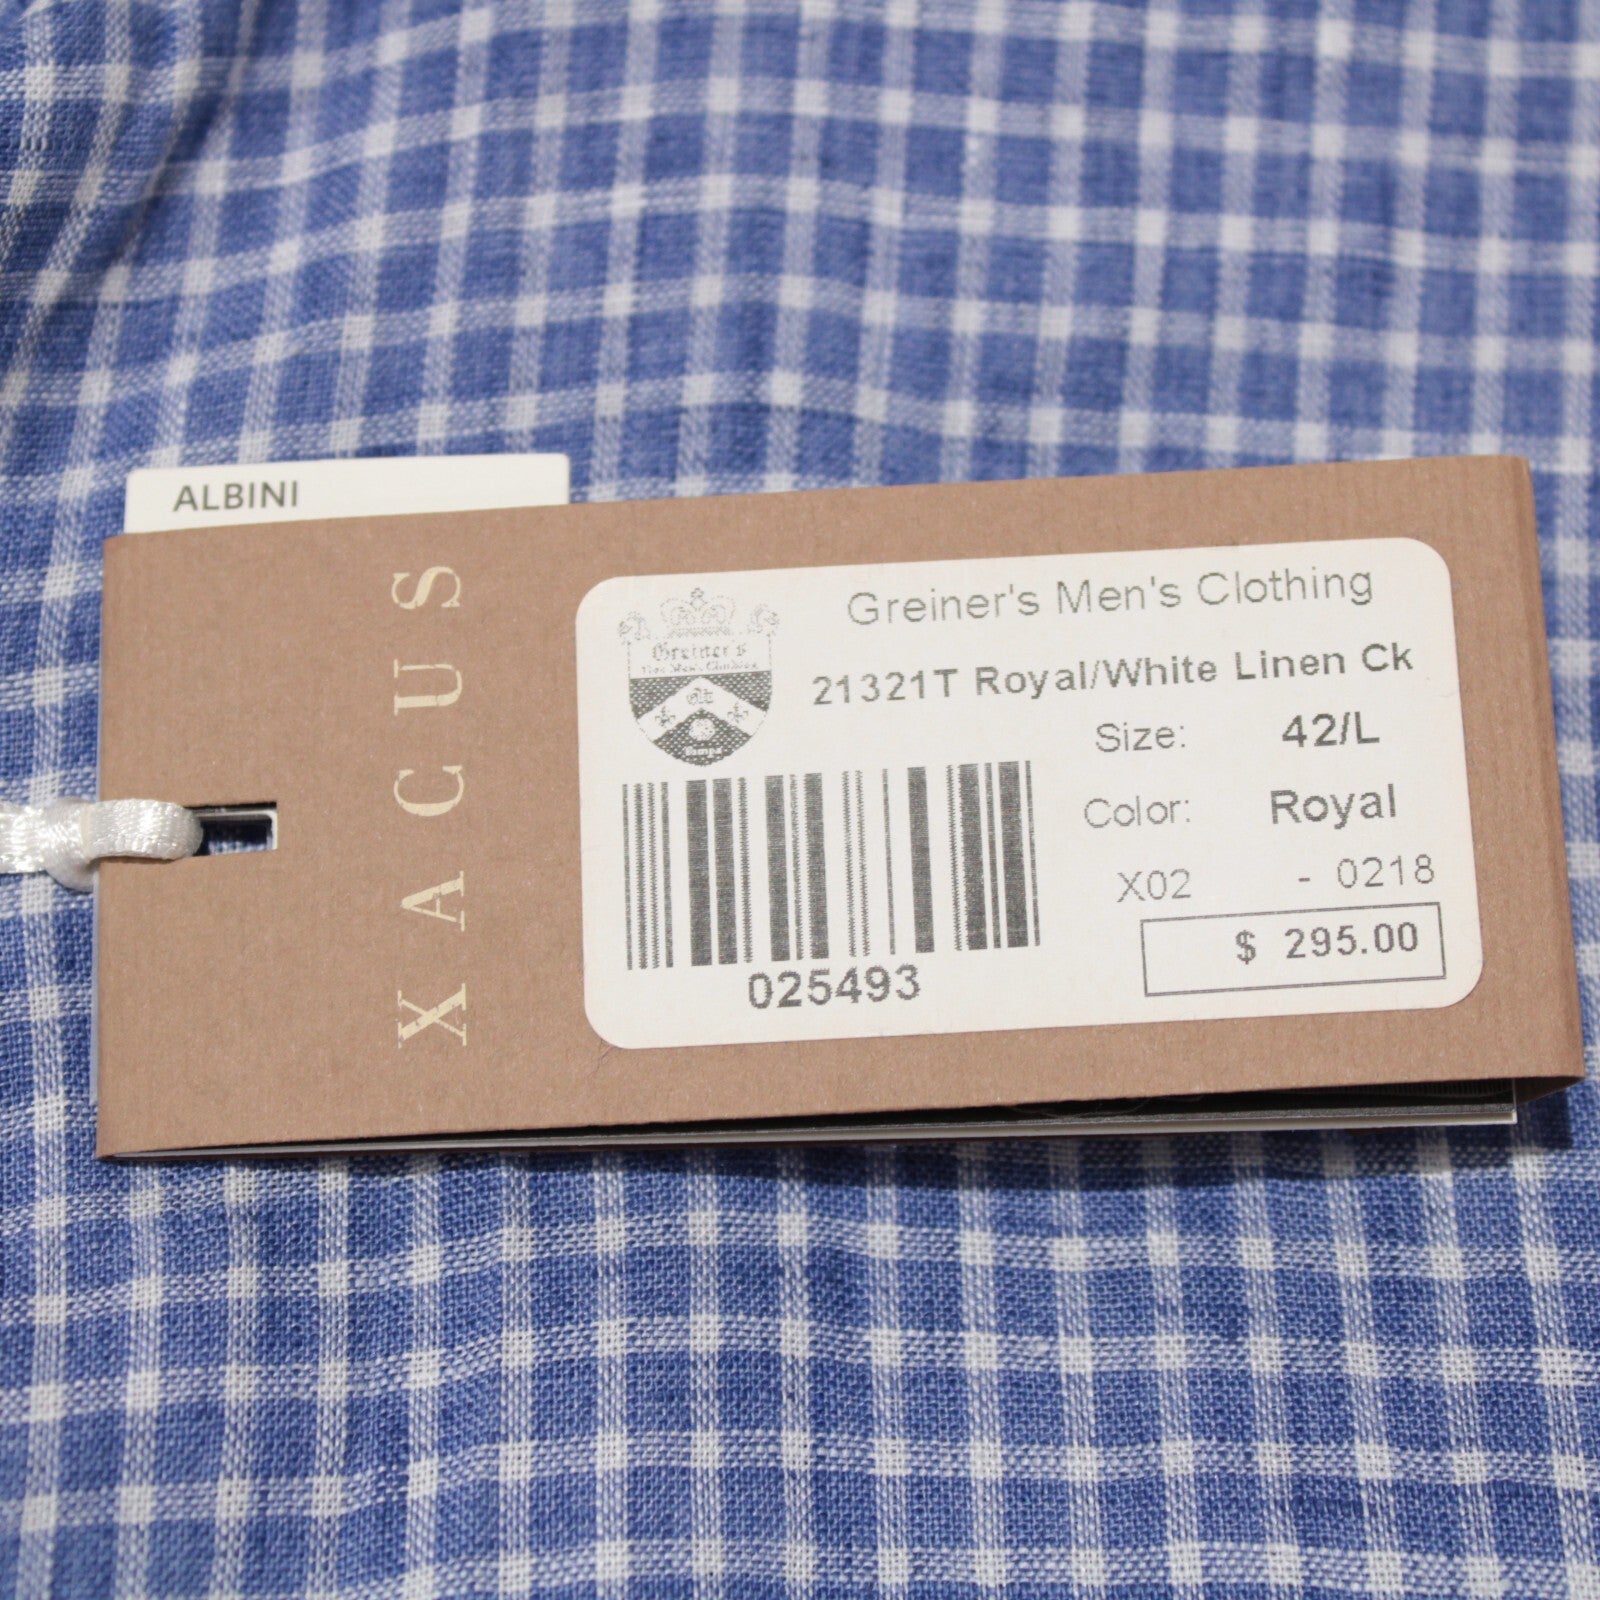 ALBINI
XACUS
Greiner's Men's Clothing
Greiner's
21321T Royal/White Linen Ck
Size: 42/L
Color: Royal
X02 - 0218
$ 295.00
025493